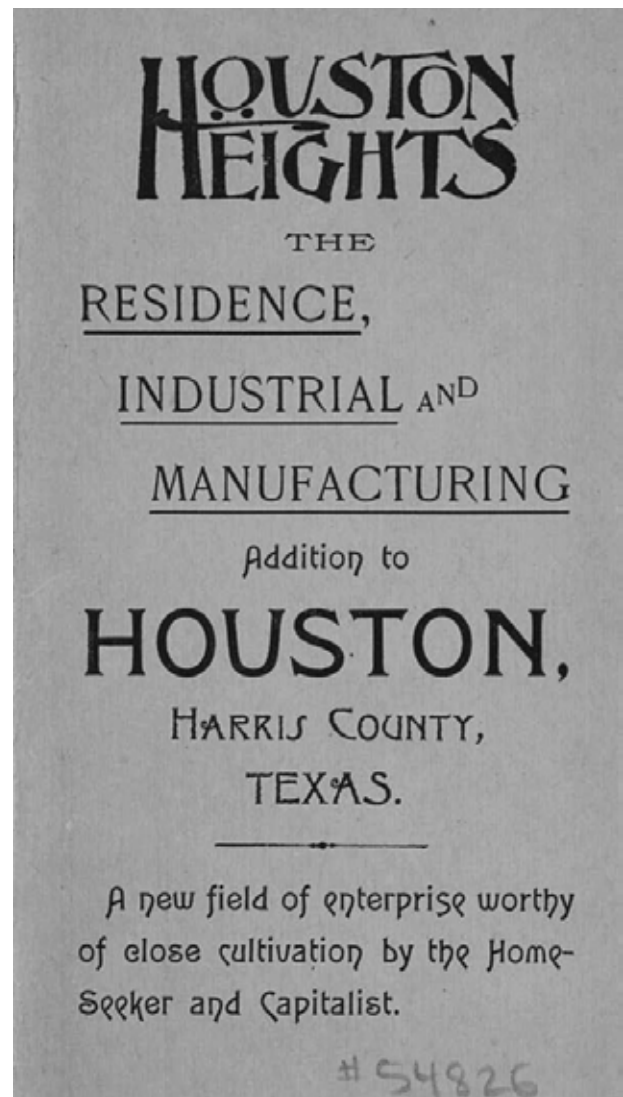 HOUSTON
HEIGHTS
THE
RESIDENCE,
INDUSTRIAL AND
MANUFACTURING
Addition to
HOUSTON,
HARRIS COUNTY,
TEXAS.
A new field of enterprise worthy
of close cultivation by the Home-
Seeker and Capitalist.
# 54826